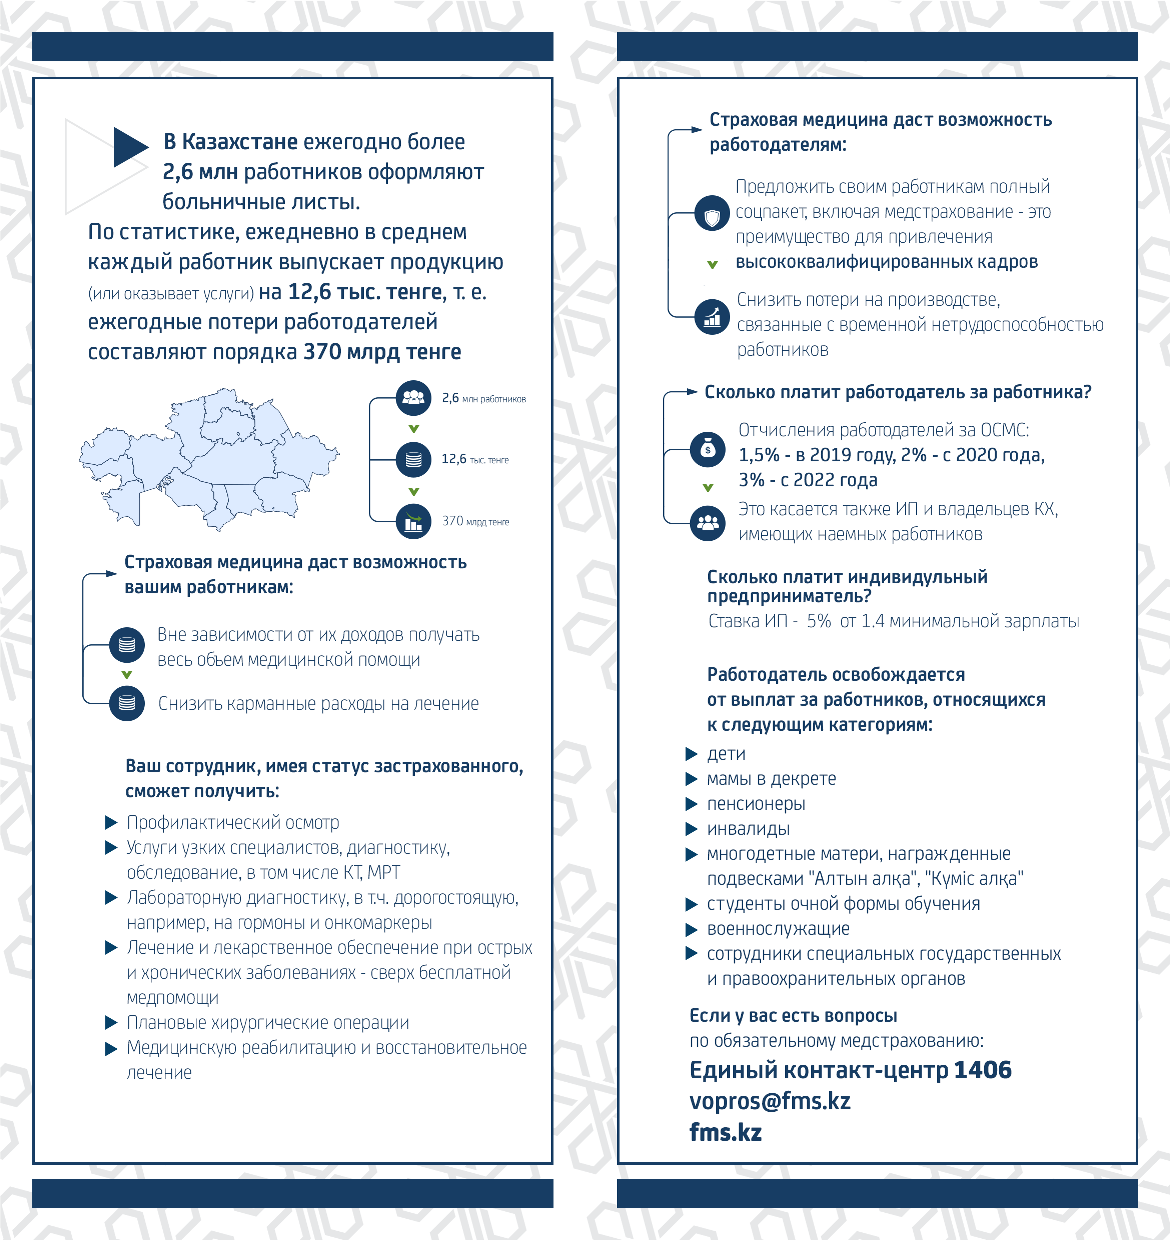 В Казахстане ежегодно более
2,6 млн работников оформляют
больничные листы.
По статистике, ежедневно в среднем
каждый работник выпускает продукцию
(или оказывает услуги) на 12,6 тыс. тенге, т. е.
ежегодные потери работодателей
составляют порядка 370 млрд тенге
2,6 млн работников
12,6 тыс. тенге
370 млрд тенге
Страховая медицина даст возможность
вашим работникам:
Вне зависимости от их доходов получать
весь объем медицинской помощи
Снизить карманные расходы на лечение
Ваш сотрудник, имея статус застрахованного,
сможет получить:
Профилактический осмотр
Услуги узких специалистов, диагностику,
обследование, в том числе КТ, МРТ
Лабораторную диагностику, в т.ч. дорогостоящую,
например, на гормоны и онкомаркеры
Лечение и лекарственное обеспечение при острых
и хронических заболеваниях - сверх бесплатной
медпомощи
Плановые хирургические операции
Медицинскую реабилитацию и восстановительное
лечение
Страховая медицина даст возможность
работодателям:
Предложить своим работникам полный
соцпакет, включая медстрахование - это
преимущество для привлечения
высококвалифицированных кадров
Снизить потери на производстве,
связанные с временной нетрудоспособностью
работников
Сколько платит работодатель за работника?
Отчисления работодателей за ОСМС:
1,5% - в 2019 году, 2% - с 2020 года,
3% - с 2022 года
Это касается также ИП и владельцев КХ,
имеющих наемных работников
Сколько платит индивидульный
предприниматель?
Ставка ИП - 5% от 1.4 минимальной зарплаты
Работодатель освобождается
от выплат за работников, относящихся
к следующим категориям:
дети
мамы в декрете
пенсионеры
инвалиды
многодетные матери, награжденные
подвесками "Алтын алқа", "Күміс алқа"
студенты очной формы обучения
военнослужащие
сотрудники специальных государственных
и правоохранительных органов
Если у вас есть вопросы
по обязательному медстрахованию:
Единый контакт-центр 1406
vopros@fms.kz
fms.kz